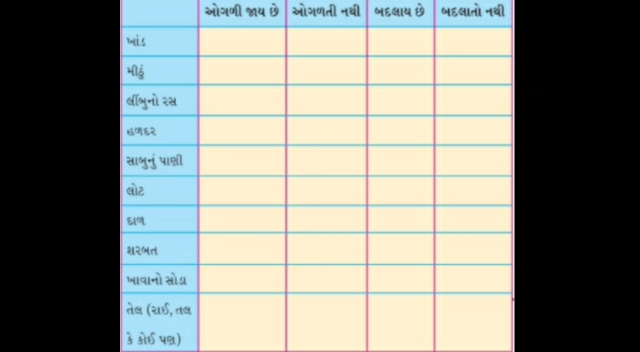 ઓગળી જાય છે ઓગળતી નથી બદલાય છે બદલાતો નથી
ખાંડ
મીઠું
લીંબુનો રસ
હળદર
સાબુનું પાણી
લોટ
દાળ
શરબત
ખાવાનો સોડા
તેલ (રાઈ, તલ
કે કોઈ પણ)